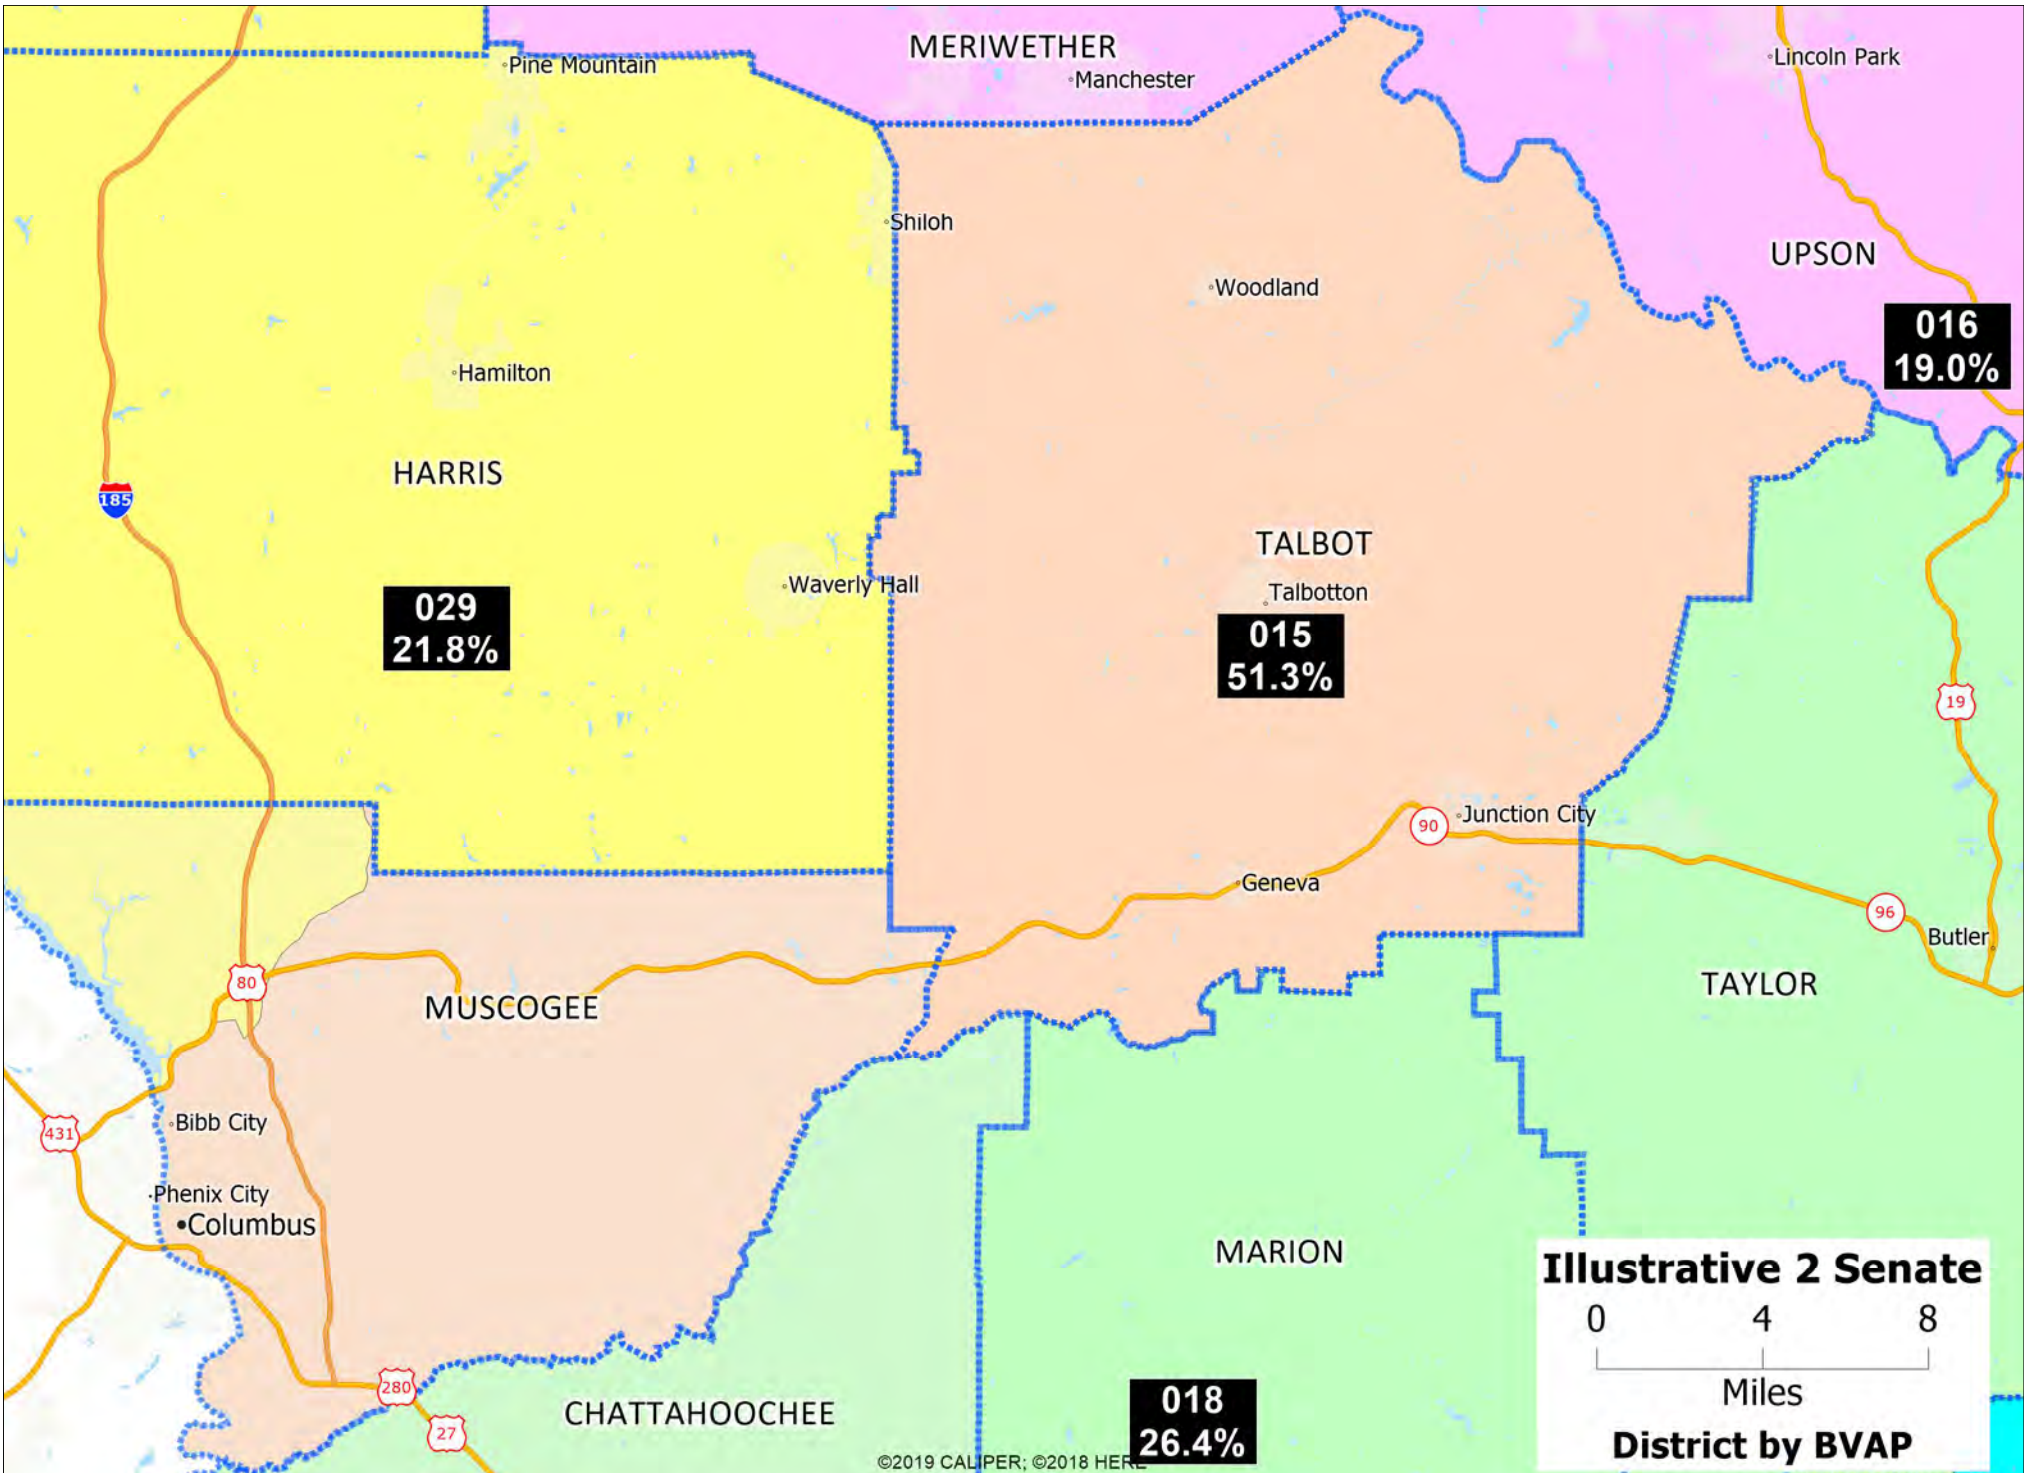 MERIWETHER
Pine Mountain
Manchester
Lincoln Park
Shiloh
UPSON
Woodland
016
19.0%
Hamilton
HARRIS
185
TALBOT
Waverly Hall
Talbotton
029
21.8%
015
51.3%
19
90
Junction City
Geneva
96
Butler
80
MUSCOGEE
TAYLOR
Bibb City
431
Phenix City
Columbus
MARION
Illustrative 2 Senate
0 4 8
Miles
District by BVAP
280
27
CHATTAHOOCHEE
018
26.4%
©2019 CALIPER; ©2018 HERE